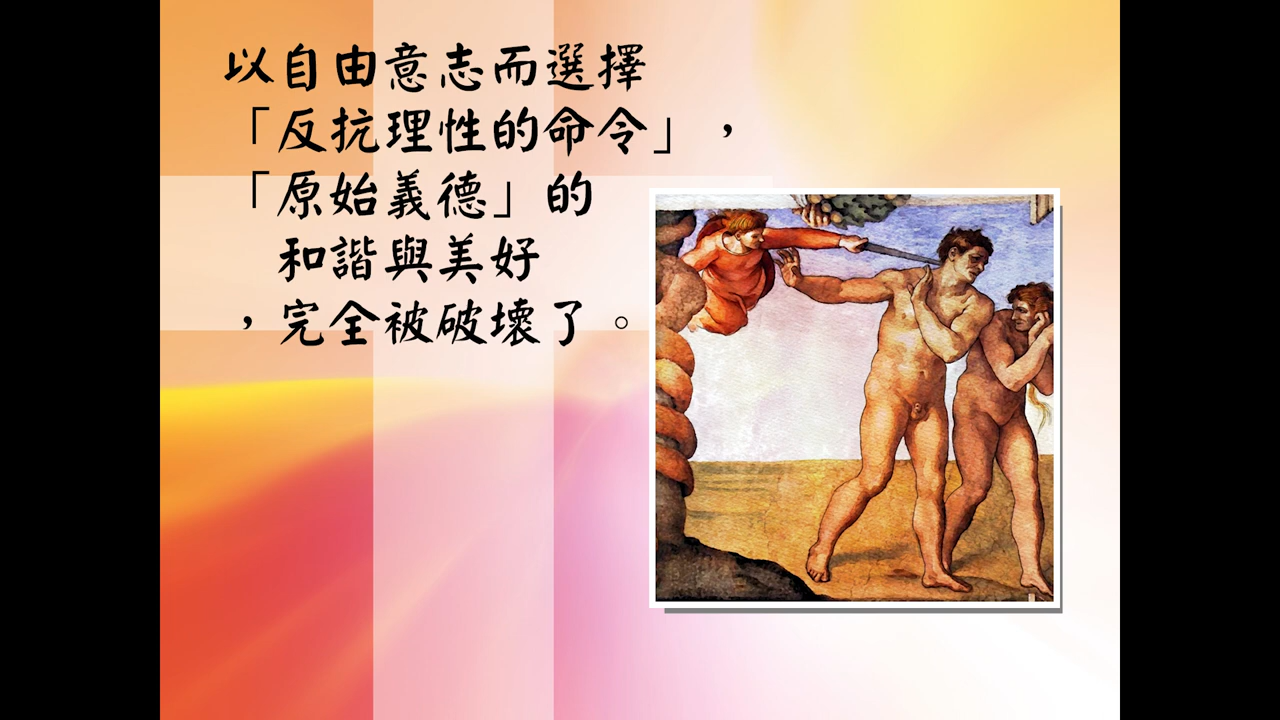 以自由意志而選擇
「反抗理性的命令」，
「原始義德」的
和諧與美好
，完全被破壞了。